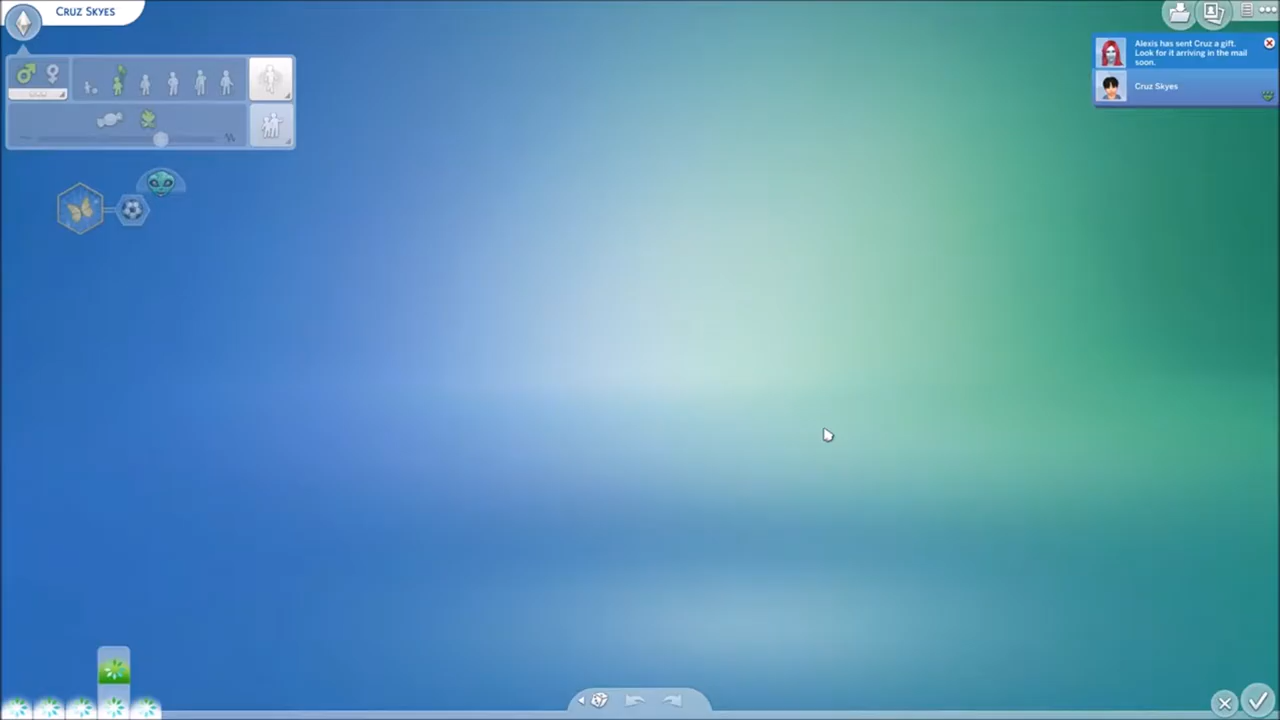 Cruz Skyes
Alexis has sent Cruz a gift.
Look for it arriving in the mail
soon.
Cruz Skyes